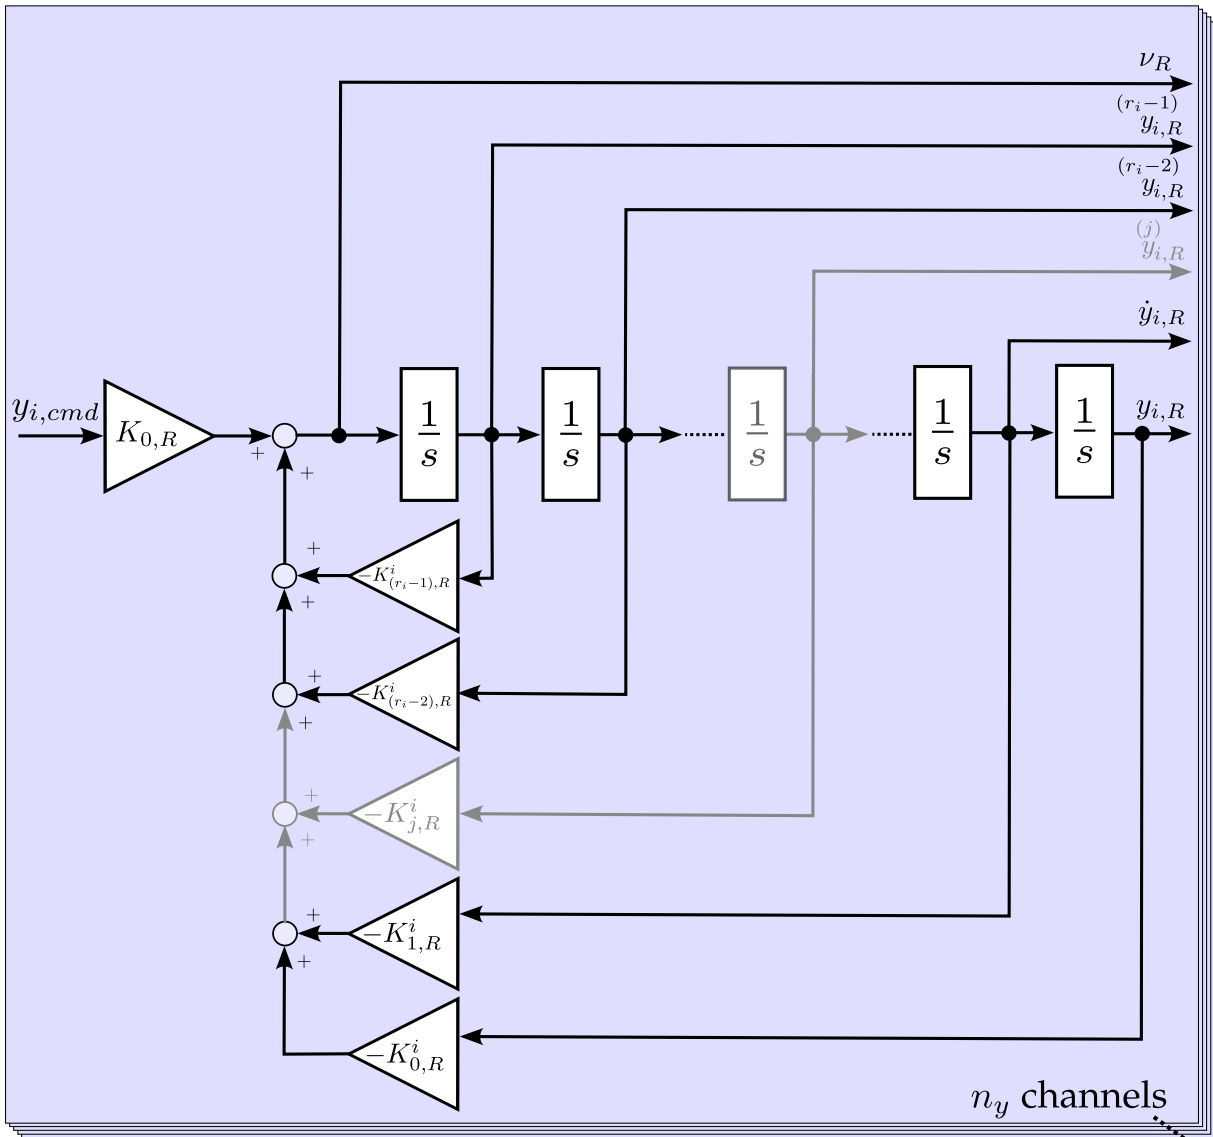 ν_R
(r_i−1)
y_{i,R}
(r_i−2)
y_{i,R}
(j)
y_{i,R}
ẏ_{i,R}
y_{i,cmd}
K_{0,R}
1/s
1/s
1/s
1/s
1/s
y_{i,R}
+
+
+
−K^i_{(r_i−1),R}
+
+
−K^i_{(r_i−2),R}
+
+
−K^i_{j,R}
+
+
−K^i_{1,R}
+
−K^i_{0,R}
n_y channels